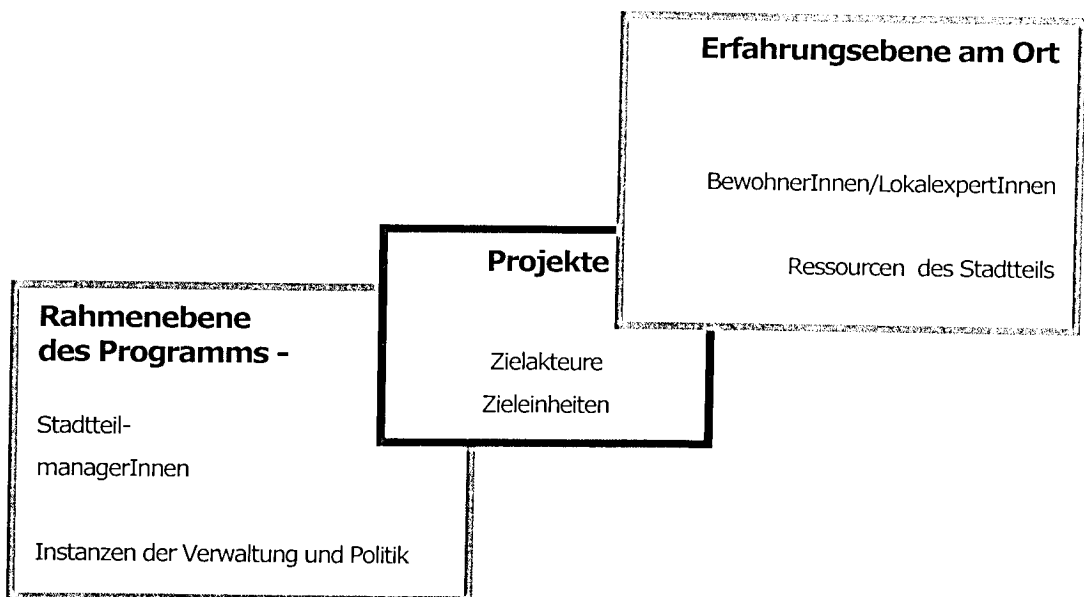 Erfahrungsebene am Ort
BewohnerInnen/LokalexpertInnen
Ressourcen des Stadtteils
Projekte
Zielakteure
Zieleinheiten
Rahmenebene
des Programms -
Stadtteil-
managerInnen
Instanzen der Verwaltung und Politik